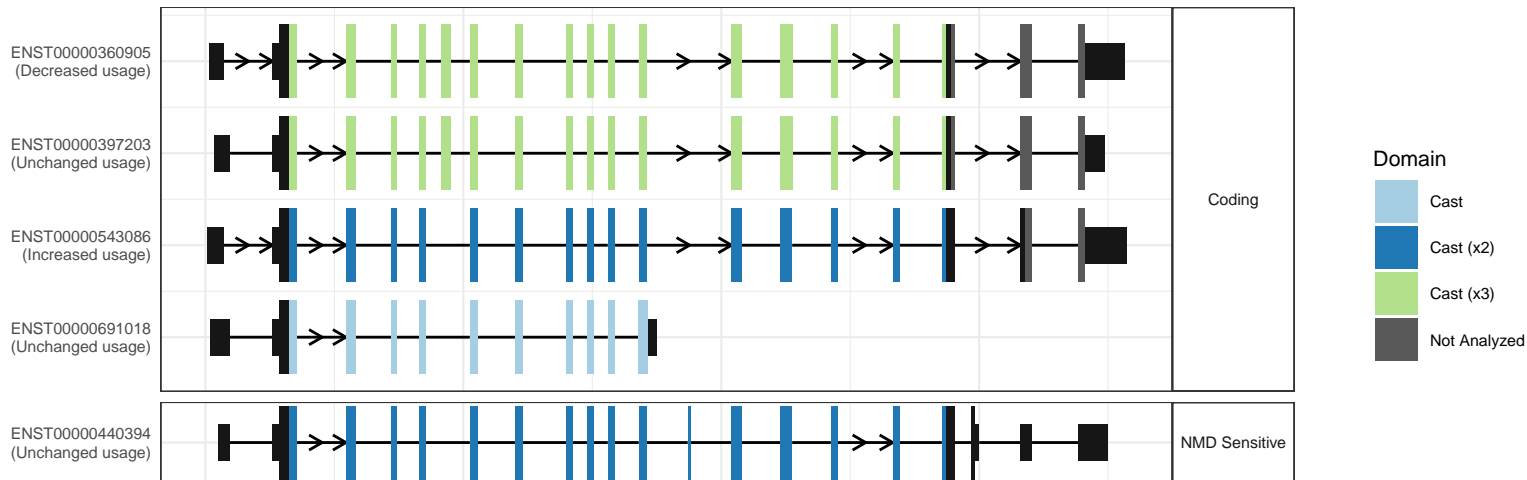 ENST00000360905
(Decreased usage)
ENST00000397203
(Unchanged usage)
ENST00000543086
(Increased usage)
ENST00000691018
(Unchanged usage)
Coding
ENST00000440394
(Unchanged usage)
NMD Sensitive
Domain
Cast
Cast (x2)
Cast (x3)
Not Analyzed